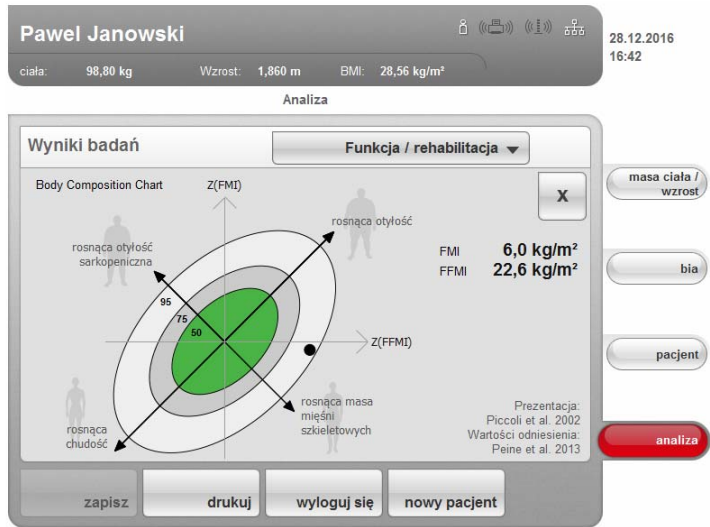 Pawel Janowski
28.12.2016
16:42
ciała: 98,80 kg Wzrost: 1,860 m BMI: 28,56 kg/m²
Analiza
Wyniki badań
Funkcja / rehabilitacja
Body Composition Chart
Z(FMI)
X
rosnąca otyłość
rosnąca otyłość
sarkopeniczna
FMI 6,0 kg/m²
FFMI 22,6 kg/m²
95
75
50
Z(FFMI)
rosnąca masa
mięśni
szkieletowych
rosnąca
chudość
Prezentacja:
Piccoli et al. 2002
Wartości odniesienia:
Peine et al. 2013
masa ciała /
wzrost
bia
pacjent
analiza
zapisz
drukuj
wyloguj się
nowy pacjent